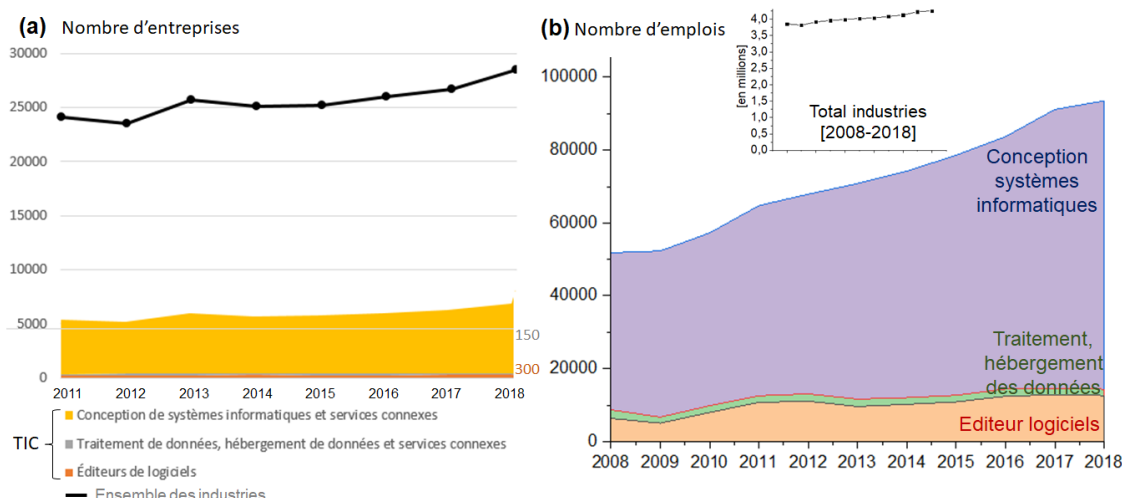 (a) Nombre d’entreprises
30000
25000
20000
15000
10000
5000
0
150
300
2011 2012 2013 2014 2015 2016 2017 2018
TIC
Conception de systèmes informatiques et services connexes
Traitement de données, hébergement de données et services connexes
Éditeurs de logiciels
Ensemble des industries
(b) Nombre d’emplois
100000
80000
60000
40000
20000
0
[en millions]
4,0
3,5
3,0
2,5
2,0
1,5
1,0
0,5
0,0
Total industries
[2008-2018]
Conception
systèmes
informatiques
Traitement,
hébergement
des données
Editeur logiciels
2008 2009 2010 2011 2012 2013 2014 2015 2016 2017 2018